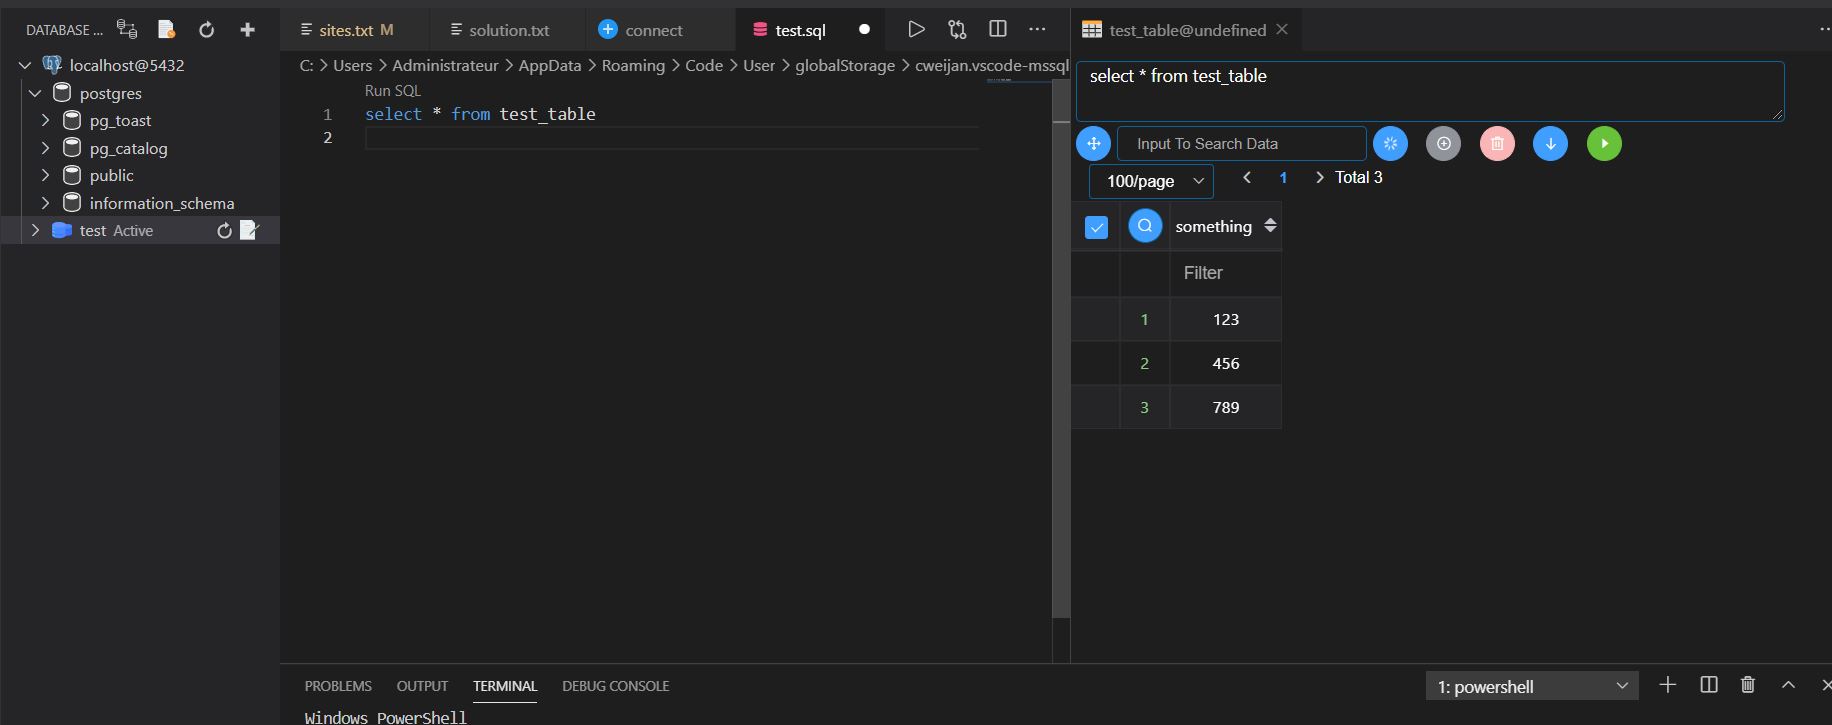 DATABASE ...
localhost@5432
postgres
pg_toast
pg_catalog
public
information_schema
test Active
sites.txt M
solution.txt
connect
test.sql
C: > Users > Administrateur > AppData > Roaming > Code > User > globalStorage > cweijan.vscode-mssql
Run SQL
1 select * from test_table
2
test_table@undefined
select * from test_table
Input To Search Data
100/page
1
Total 3
something
Filter
1 123
2 456
3 789
PROBLEMS OUTPUT TERMINAL DEBUG CONSOLE
1: powershell
Windows PowerShell